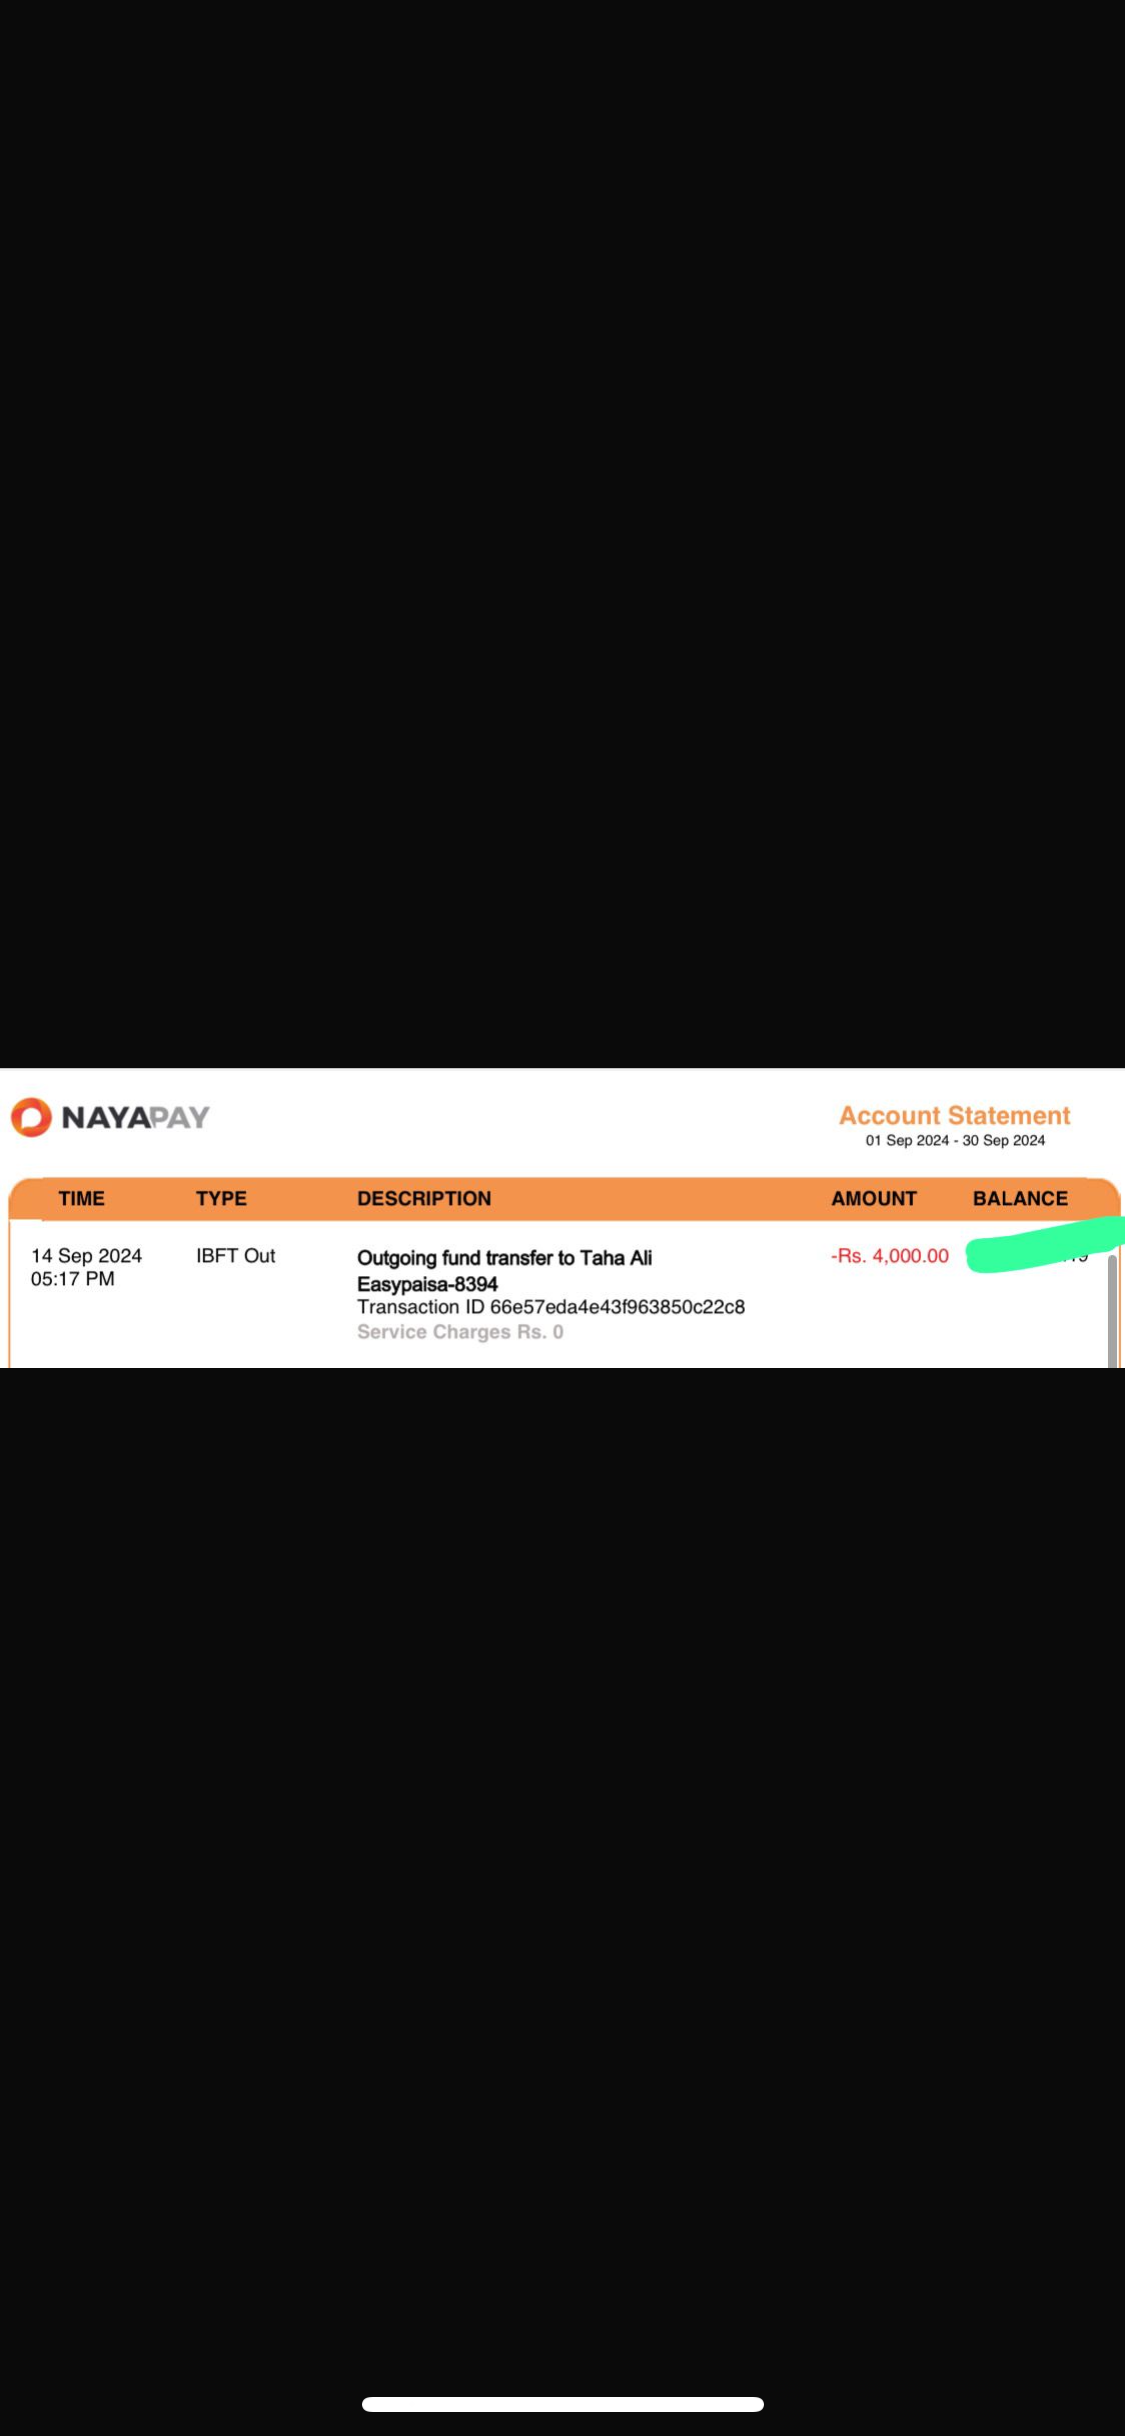 NAYAPAY
Account Statement
01 Sep 2024 - 30 Sep 2024
TIME TYPE DESCRIPTION AMOUNT BALANCE
14 Sep 2024 IBFT Out Outgoing fund transfer to Taha Ali -Rs. 4,000.00
05:17 PM Easypaisa-8394
Transaction ID 66e57eda4e43f963850c22c8
Service Charges Rs. 0